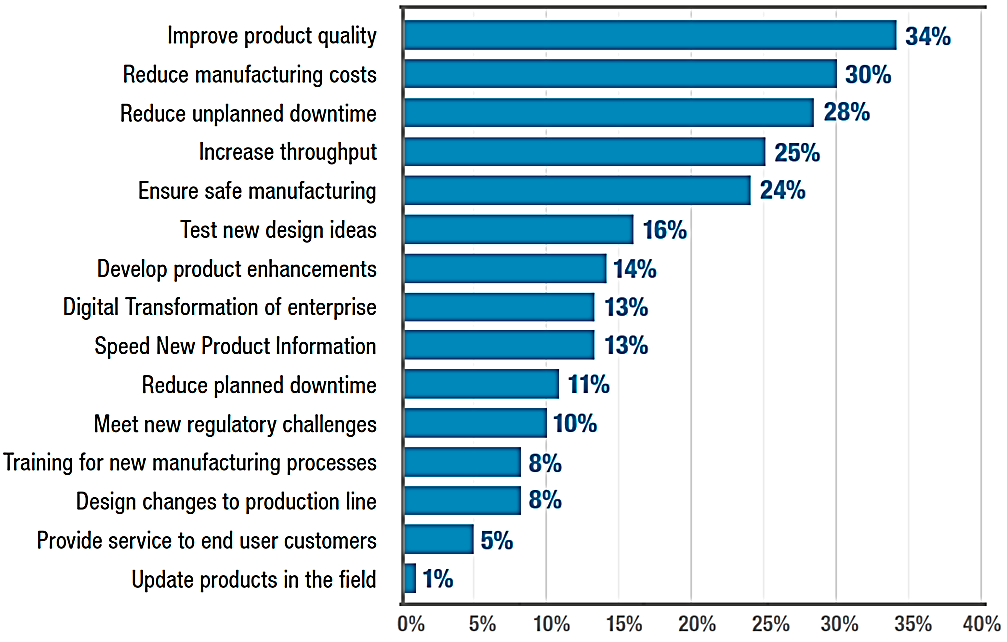 Improve product quality 34%
Reduce manufacturing costs 30%
Reduce unplanned downtime 28%
Increase throughput 25%
Ensure safe manufacturing 24%
Test new design ideas 16%
Develop product enhancements 14%
Digital Transformation of enterprise 13%
Speed New Product Information 13%
Reduce planned downtime 11%
Meet new regulatory challenges 10%
Training for new manufacturing processes 8%
Design changes to production line 8%
Provide service to end user customers 5%
Update products in the field 1%
0% 5% 10% 15% 20% 25% 30% 35% 40%